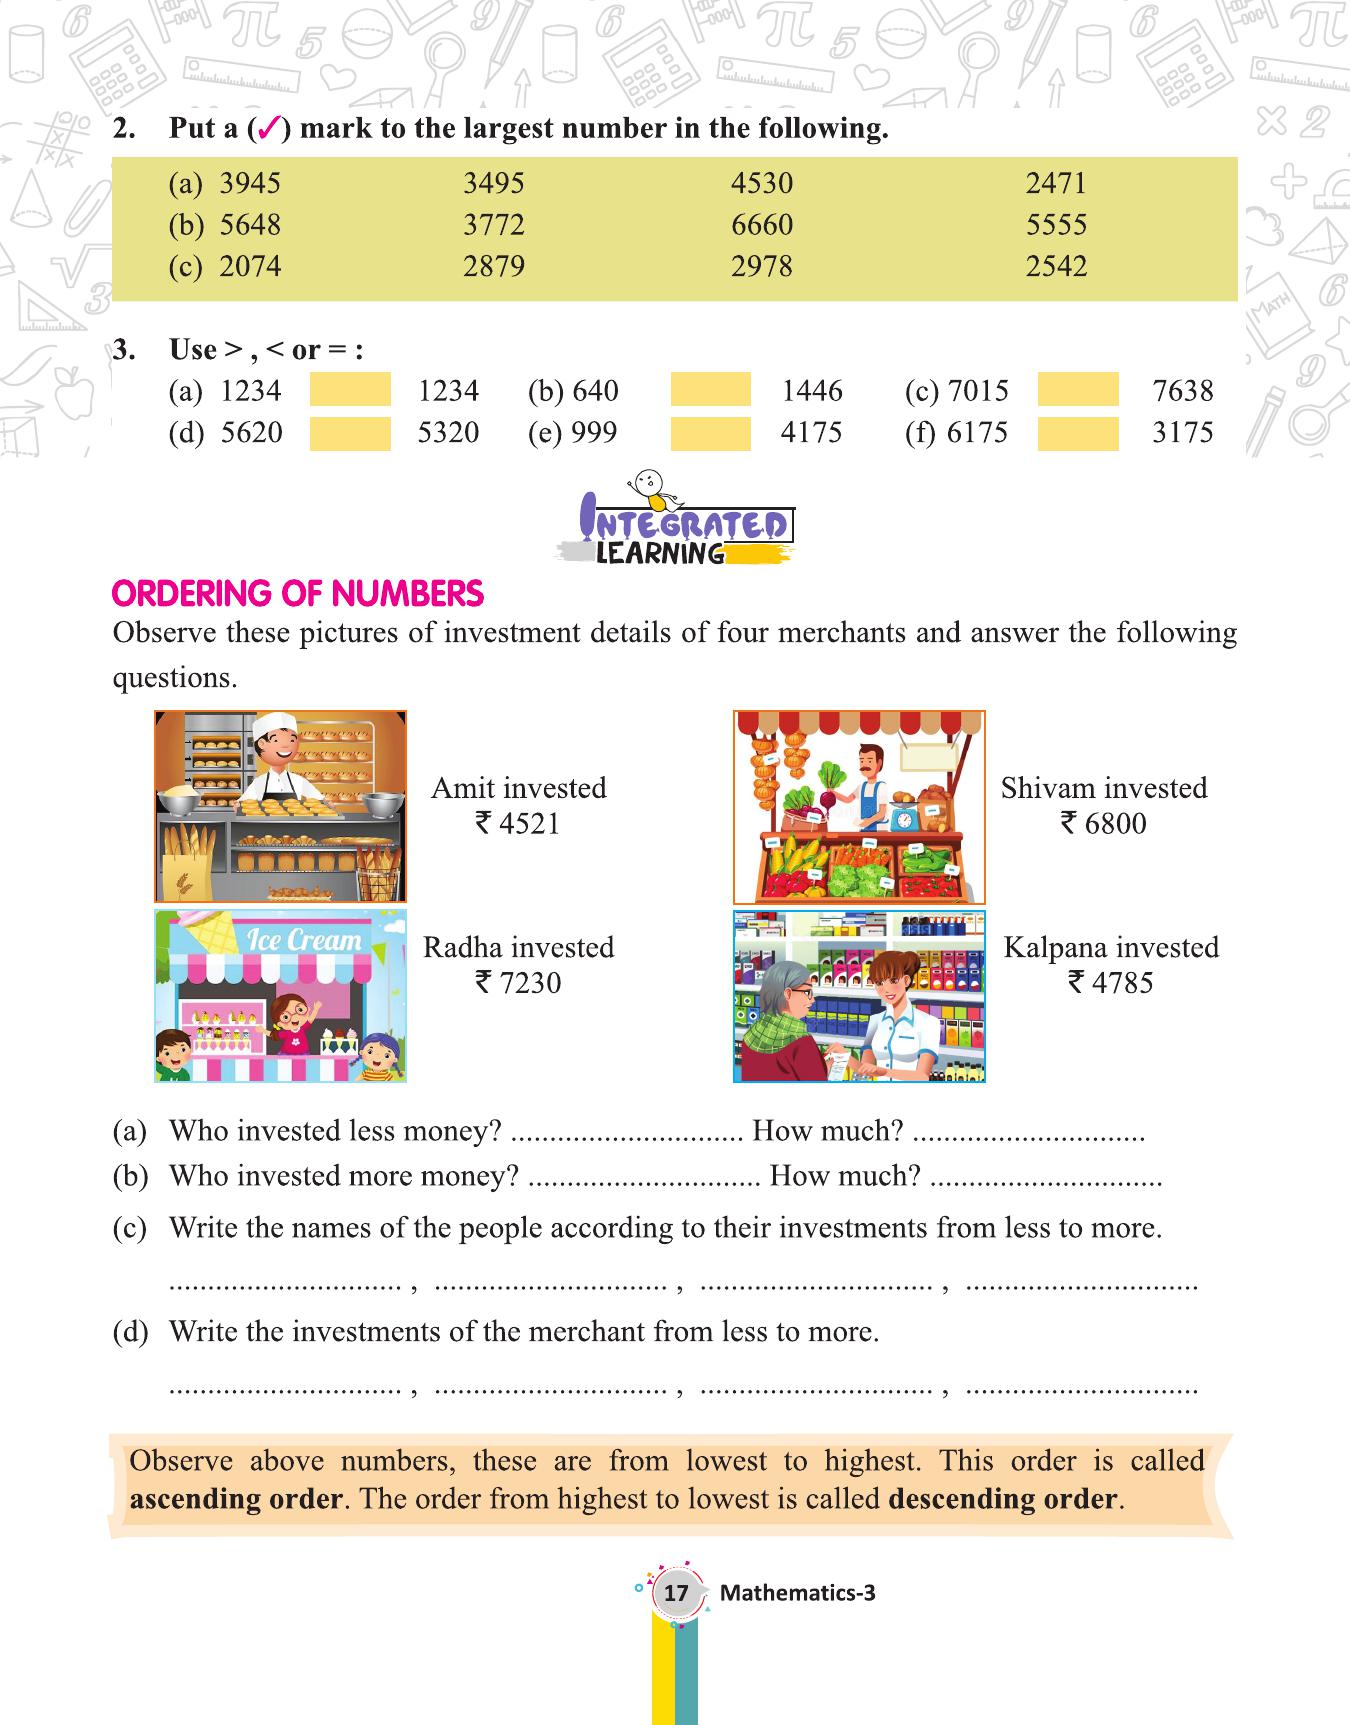 2. Put a (✓) mark to the largest number in the following.
(a) 3945 3495 4530 2471
(b) 5648 3772 6660 5555
(c) 2074 2879 2978 2542
3. Use > , < or = :
(a) 1234 1234 (b) 640 1446 (c) 7015 7638
(d) 5620 5320 (e) 999 4175 (f) 6175 3175
INTEGRATED
LEARNING
ORDERING OF NUMBERS
Observe these pictures of investment details of four merchants and answer the following
questions.
Amit invested
₹ 4521
Shivam invested
₹ 6800
Ice Cream
Radha invested
₹ 7230
Kalpana invested
₹ 4785
(a) Who invested less money? .............................. How much? ..............................
(b) Who invested more money? .............................. How much? ..............................
(c) Write the names of the people according to their investments from less to more.
.............................. , .............................. , .............................. , ..............................
(d) Write the investments of the merchant from less to more.
.............................. , .............................. , .............................. , ..............................
Observe above numbers, these are from lowest to highest. This order is called
ascending order. The order from highest to lowest is called descending order.
17 Mathematics-3
MATH